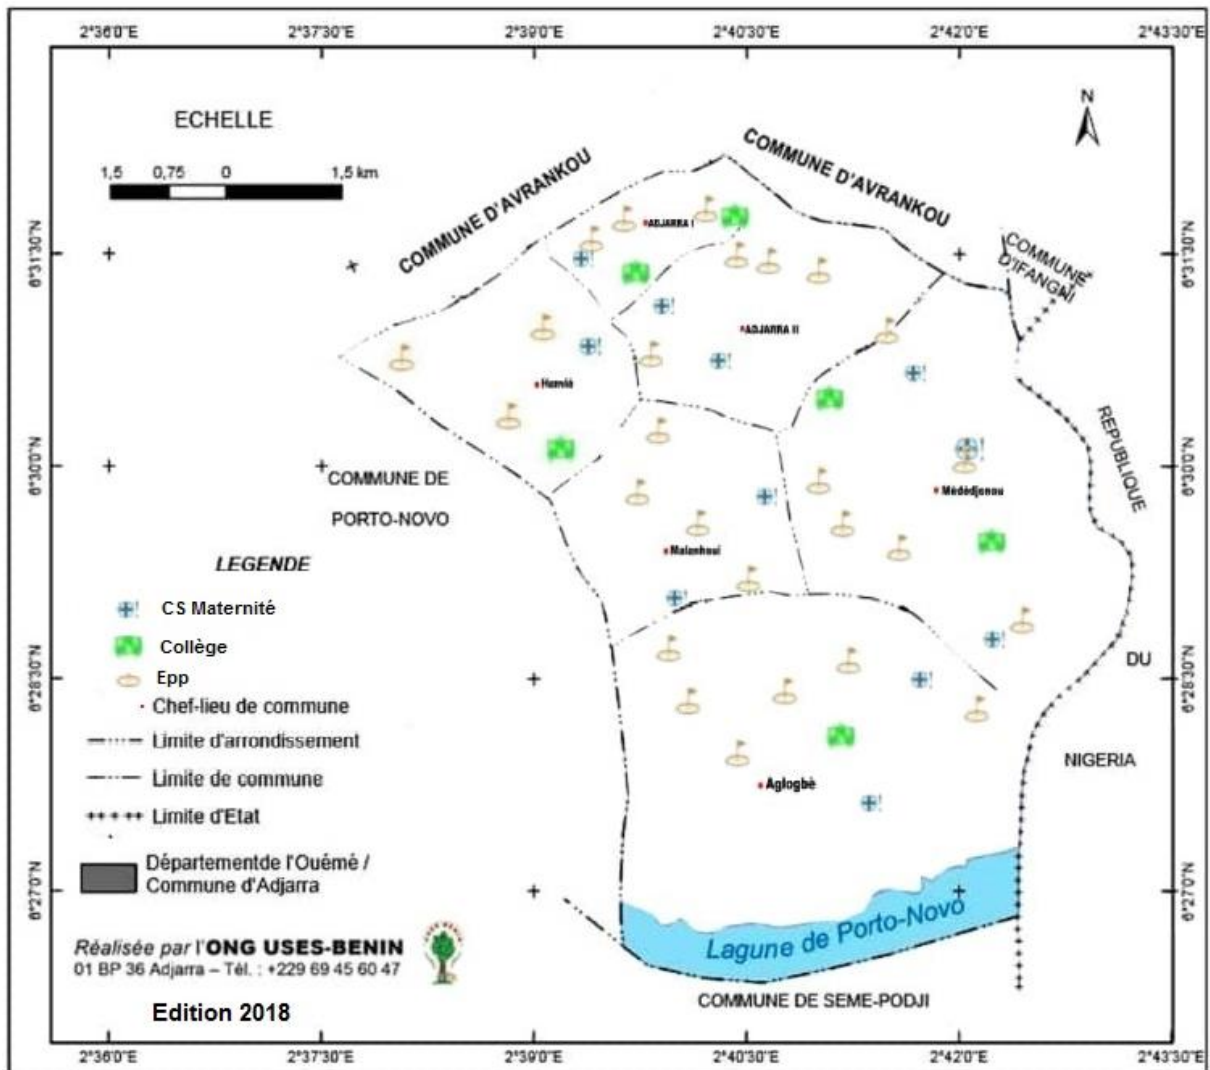 2°36'0"E 2°37'30"E 2°39'0"E 2°40'30"E 2°42'0"E 2°43'30"E
N
ECHELLE
1,5 0,75 0 1,5 km
COMMUNE D'AVRANKOU
COMMUNE D'AVRANKOU
COMMUNE
D'IFANGNI
6°31'30"N
6°31'30"N
ADJARRA I
ADJARRA II
Hamlè
REPUBLIQUE
6°30'0"N
6°30'0"N
COMMUNE DE
PORTO-NOVO
Mèdédjonou
Malanhoui
LEGENDE
CS Maternité
Collège
Epp
Chef-lieu de commune
Limite d'arrondissement
Limite de commune
Limite d'Etat
Départementde l'Ouémé /
Commune d'Adjarra
DU
6°28'30"N
6°28'30"N
NIGERIA
Aglogbè
6°27'0"N
6°27'0"N
Lagune de Porto-Novo
Réalisée par l'ONG USES-BENIN
01 BP 36 Adjarra – Tél. : +229 69 45 60 47
USES BENIN
COMMUNE DE SEME-PODJI
Edition 2018
2°36'0"E 2°37'30"E 2°39'0"E 2°40'30"E 2°42'0"E 2°43'30"E